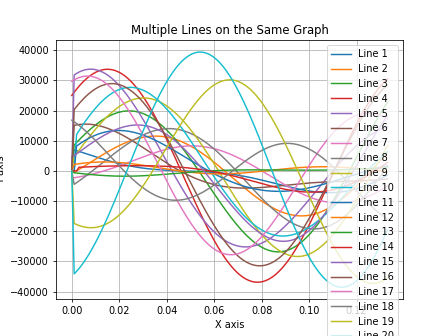 Multiple Lines on the Same Graph
40000
30000
20000
10000
0
−10000
−20000
−30000
−40000
0.00
0.02
0.04
0.06
0.08
0.10
X axis
Line 1
Line 2
Line 3
Line 4
Line 5
Line 6
Line 7
Line 8
Line 9
Line 10
Line 11
Line 12
Line 13
Line 14
Line 15
Line 16
Line 17
Line 18
Line 19
Line 20